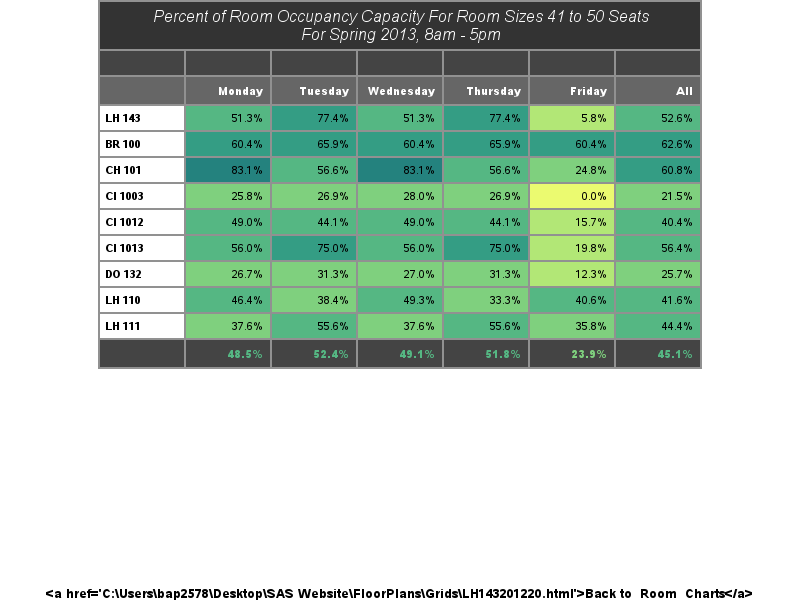 Percent of Room Occupancy Capacity For Room Sizes 41 to 50 Seats
For Spring 2013, 8am - 5pm
Monday Tuesday Wednesday Thursday Friday All
LH 143 51.3% 77.4% 51.3% 77.4% 5.8% 52.6%
BR 100 60.4% 65.9% 60.4% 65.9% 60.4% 62.6%
CH 101 83.1% 56.6% 83.1% 56.6% 24.8% 60.8%
CI 1003 25.8% 26.9% 28.0% 26.9% 0.0% 21.5%
CI 1012 49.0% 44.1% 49.0% 44.1% 15.7% 40.4%
CI 1013 56.0% 75.0% 56.0% 75.0% 19.8% 56.4%
DO 132 26.7% 31.3% 27.0% 31.3% 12.3% 25.7%
LH 110 46.4% 38.4% 49.3% 33.3% 40.6% 41.6%
LH 111 37.6% 55.6% 37.6% 55.6% 35.8% 44.4%
48.5% 52.4% 49.1% 51.8% 23.9% 45.1%
<a href='C:\Users\bap2578\Desktop\SAS Website\FloorPlans\Grids\LH143201220.html'>Back to Room Charts</a>